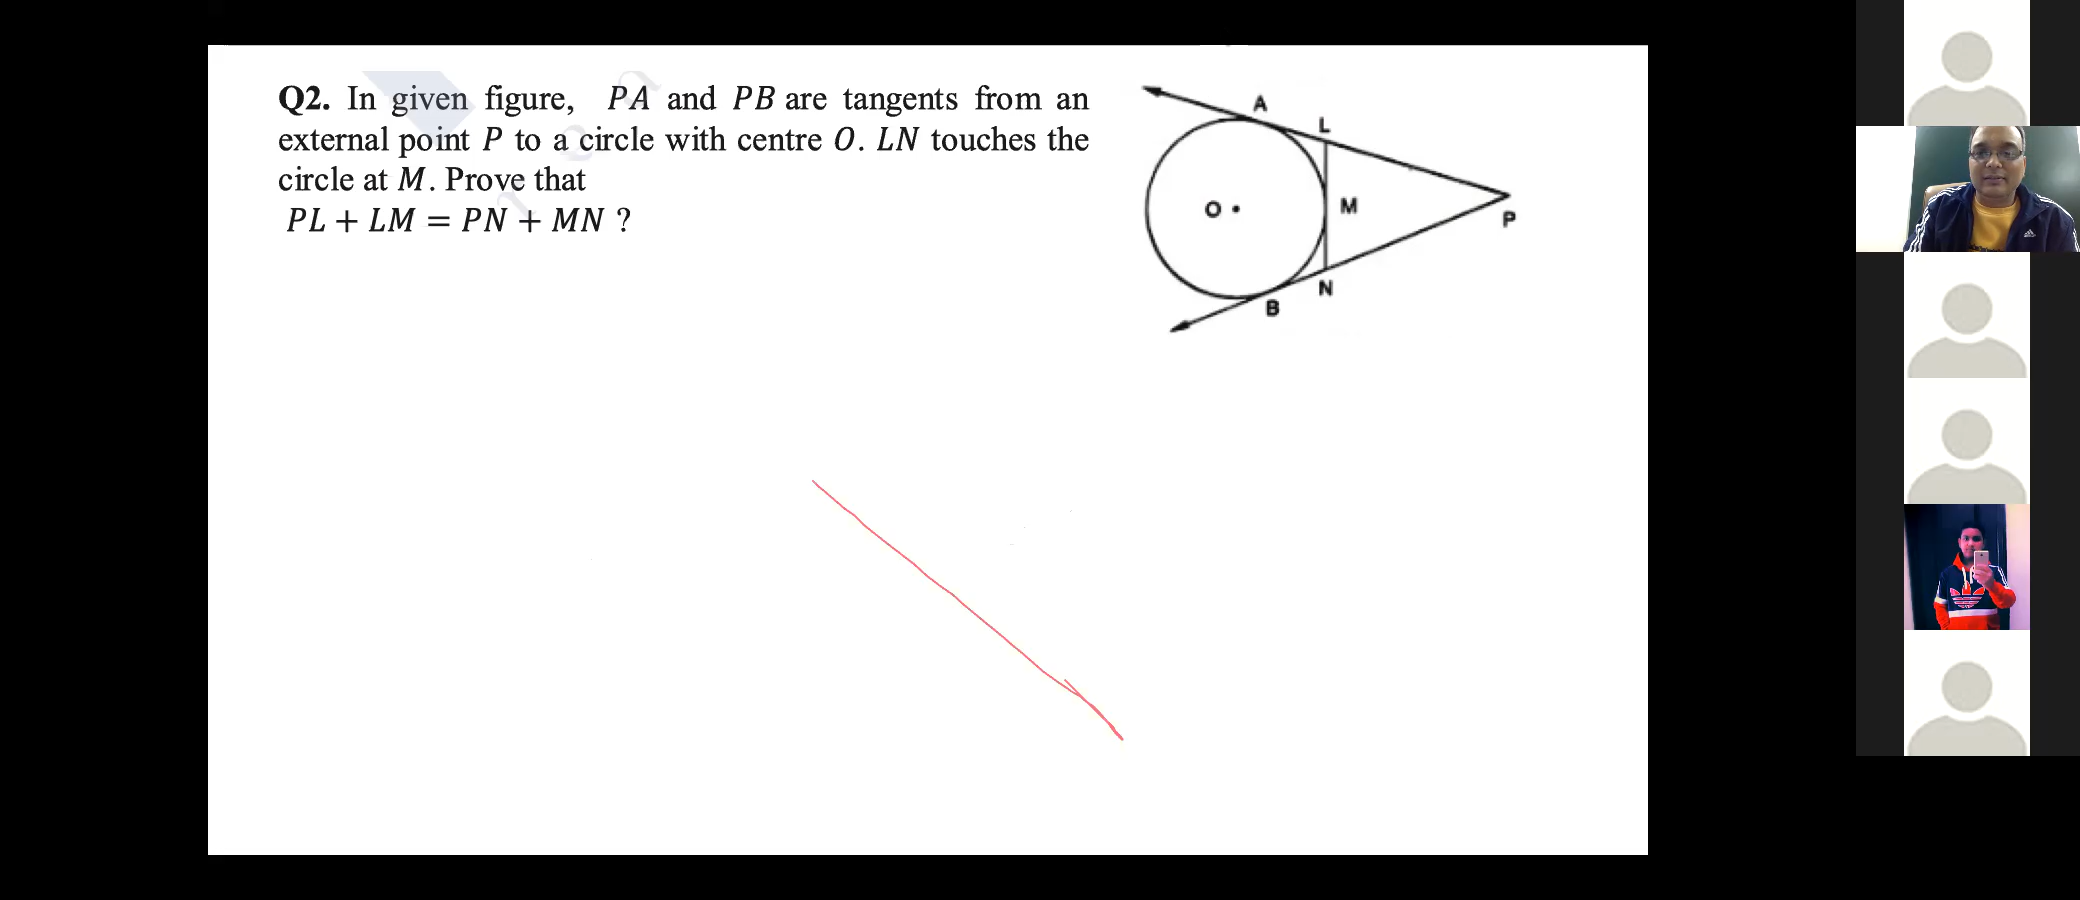 Q2. In given figure, PA and PB are tangents from an
external point P to a circle with centre O. LN touches the
circle at M. Prove that
PL + LM = PN + MN ?
A
L
O
M
P
N
B